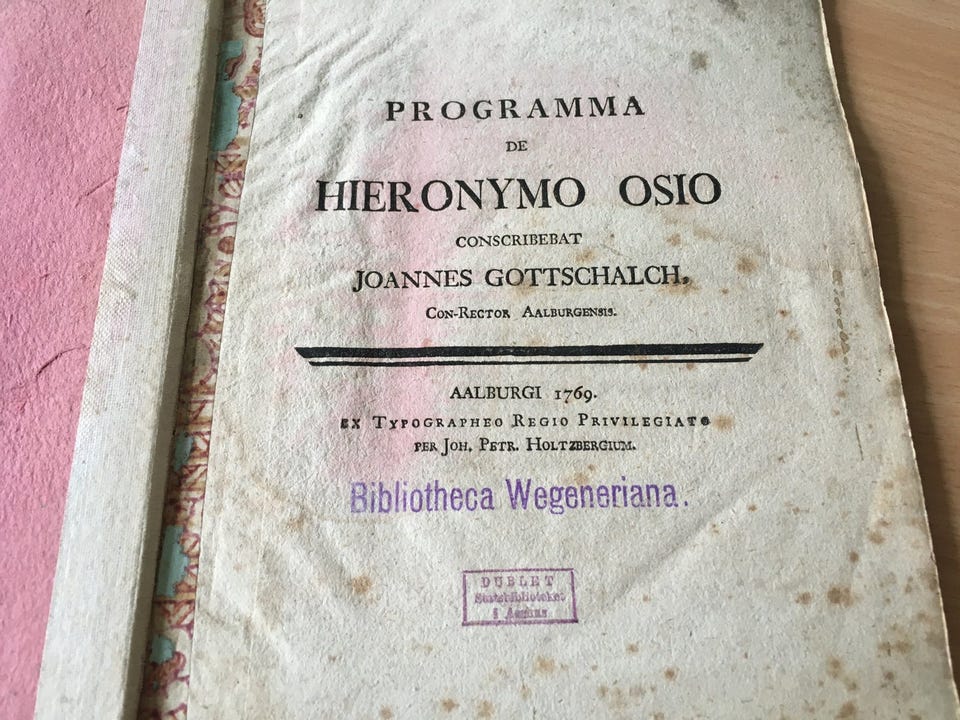 PROGRAMMA
DE
HIERONYMO OSIO
CONSCRIBEBAT
JOANNES GOTTSCHALCH,
CON-RECTOR AALBURGENSIS.
AALBURGI 1769.
EX TYPOGRAPHEO REGIO PRIVILEGIATO
PER JOH. PETR. HOLTZBERGIUM.
Bibliotheca Wegeneriana.
DUBLET
Statsbiblioteket
i Aarhus